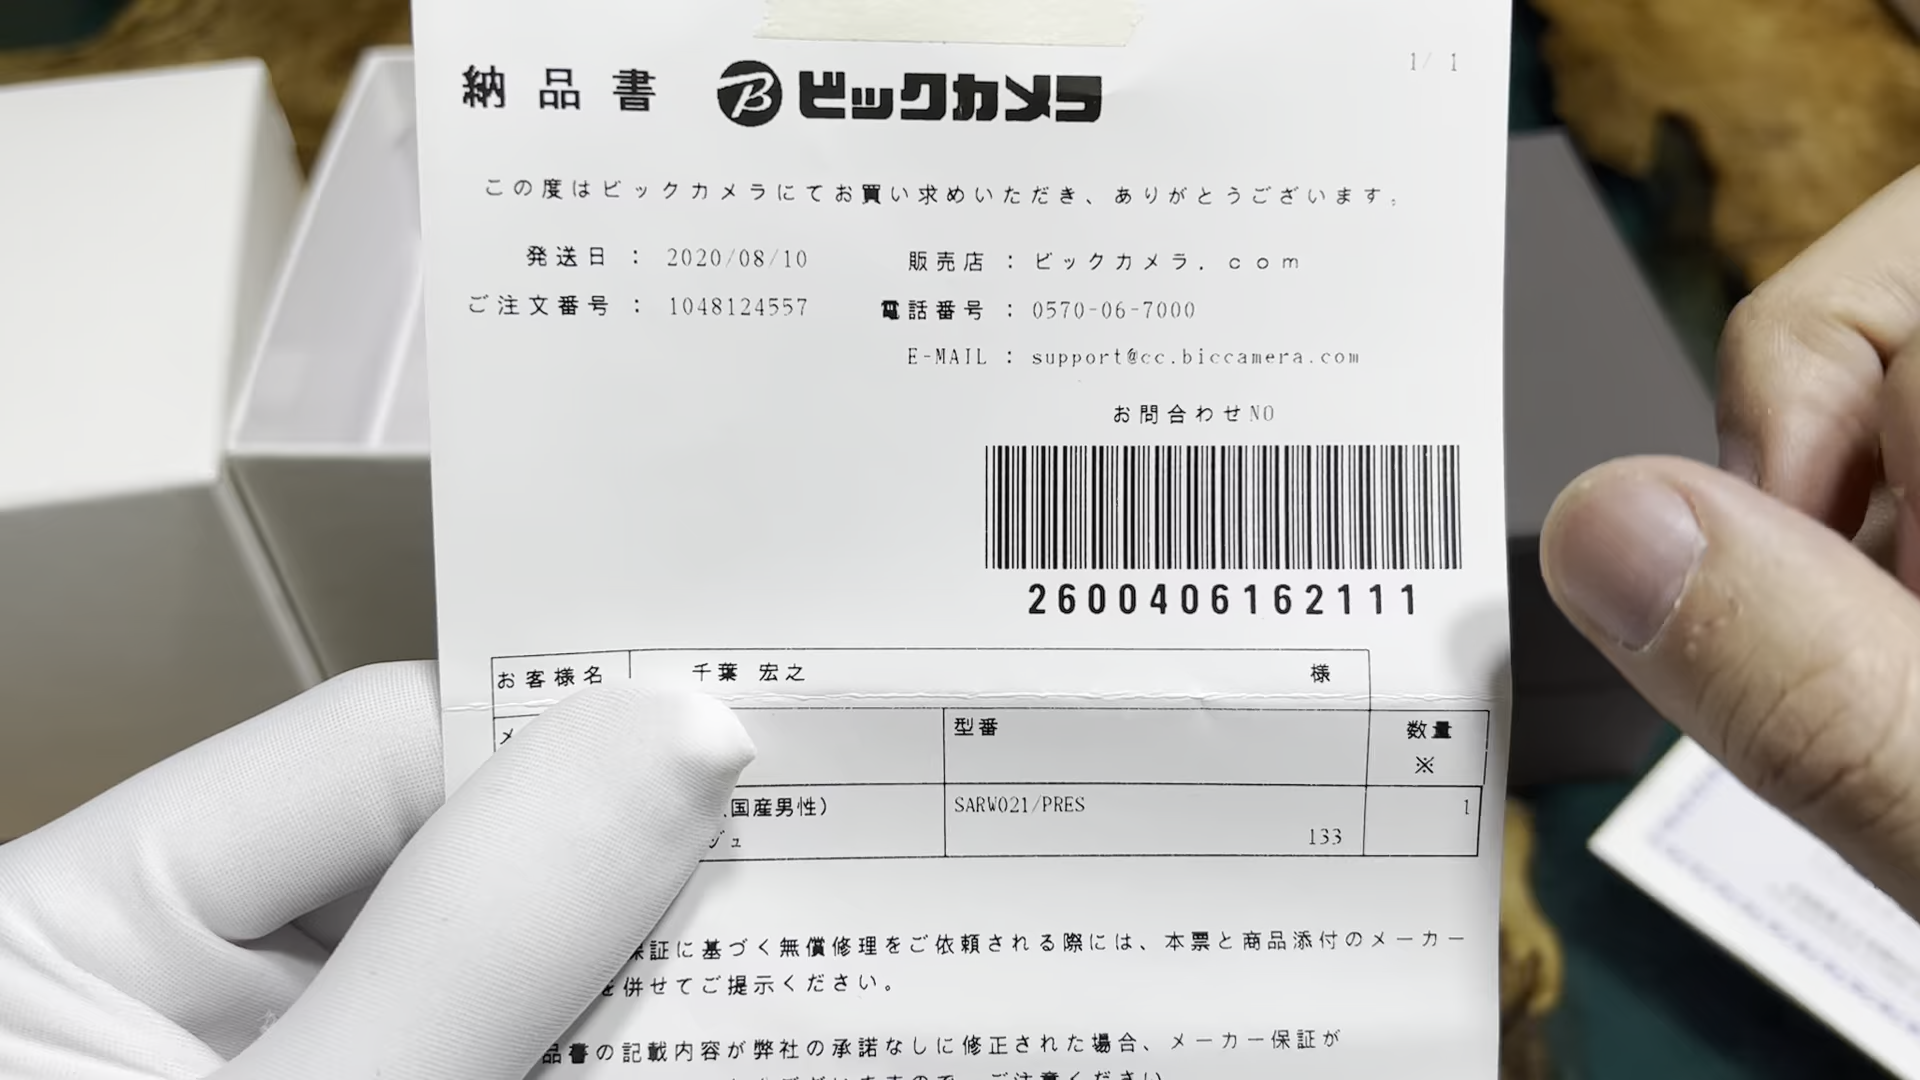 納品書 ビックカメラ
1/ 1
この度はビックカメラにてお買い求めいただき、ありがとうございます。
発送日 : 2020/08/10 販売店 : ビックカメラ．ｃｏｍ
ご注文番号 : 1048124557 電話番号 : 0570-06-7000
E-MAIL : support@cc.biccamera.com
お問合わせNO
2600406162111
お客様名 千葉 宏之 様
メ 型番 数量
※
国産男性) SARW021/PRES 1
ジュ 133
保証に基づく無償修理をご依頼される際には、本票と商品添付のメーカー
を併せてご提示ください。
品書の記載内容が弊社の承諾なしに修正された場合、メーカー保証が
ご注意ください